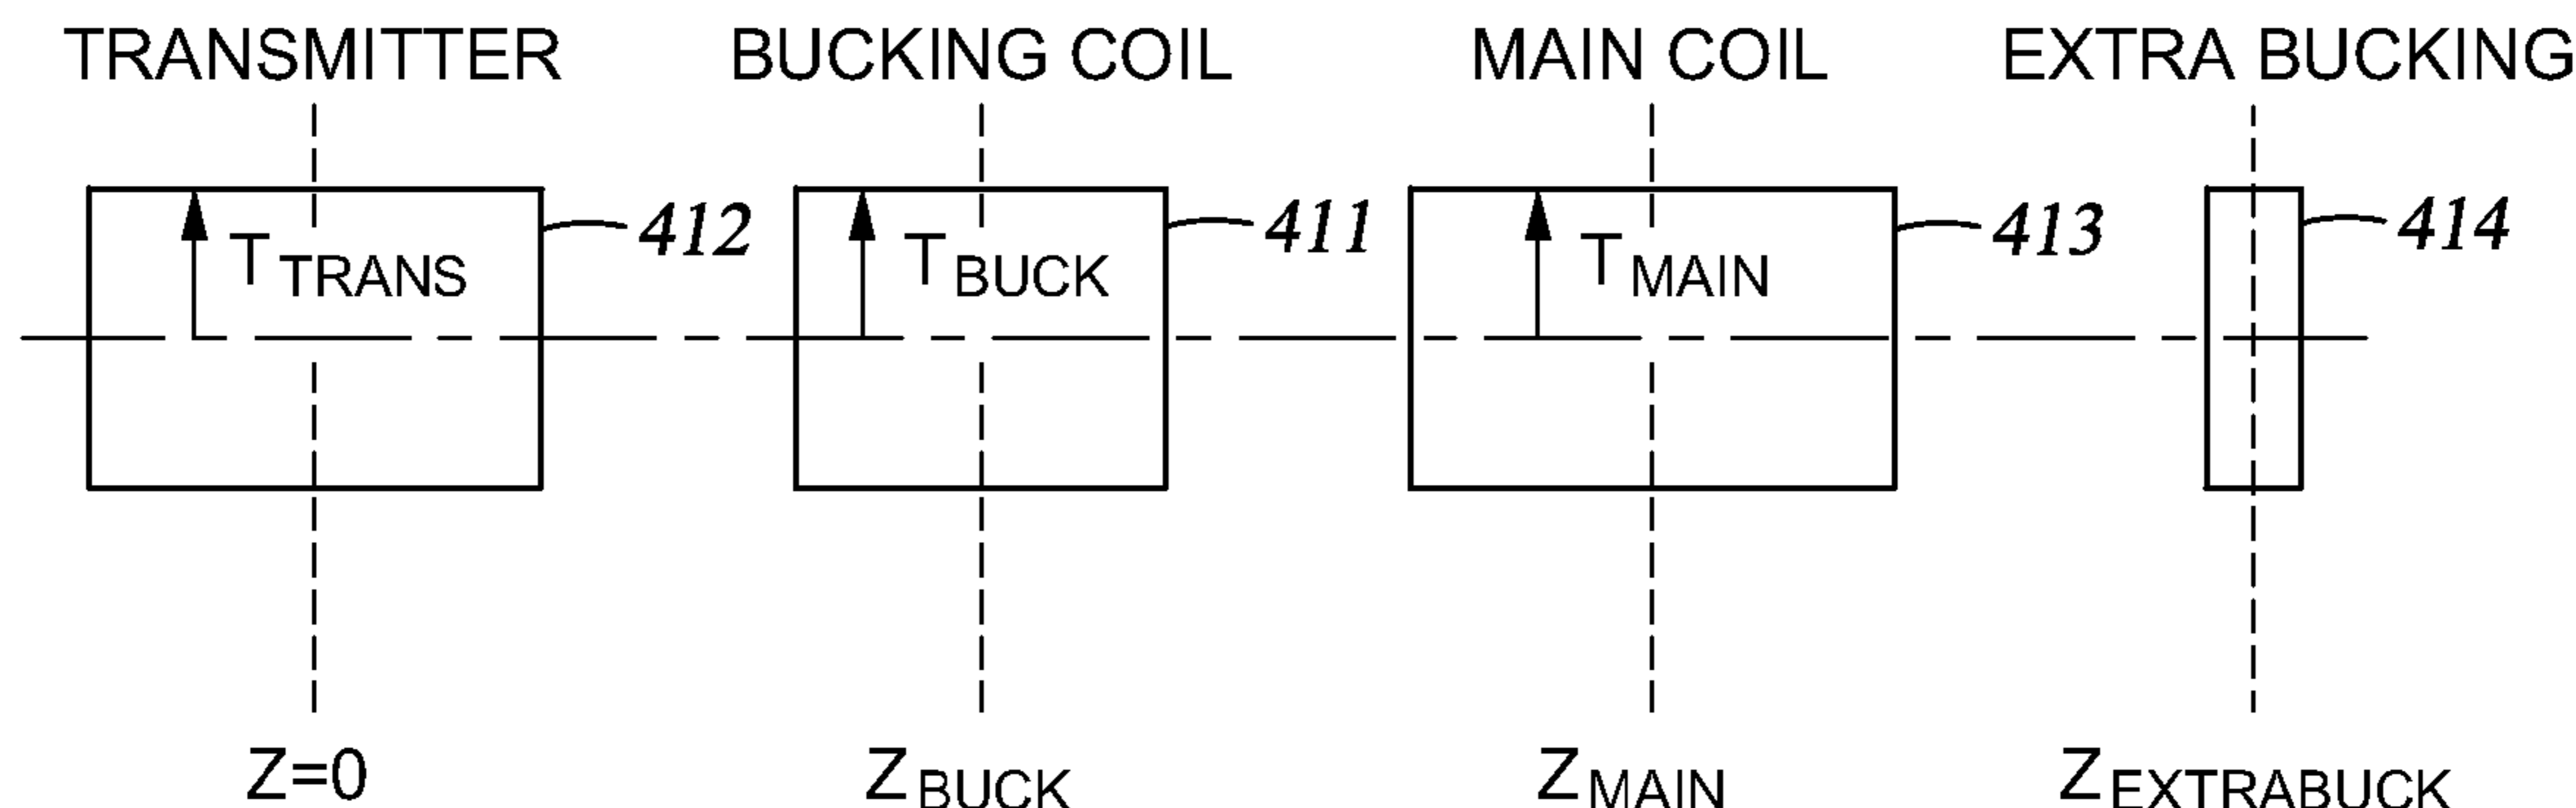 TRANSMITTER BUCKING COIL MAIN COIL EXTRA BUCKING
T TRANS 412 T BUCK 411 T MAIN 413 414
Z=0 Z BUCK Z MAIN Z EXTRABUCK